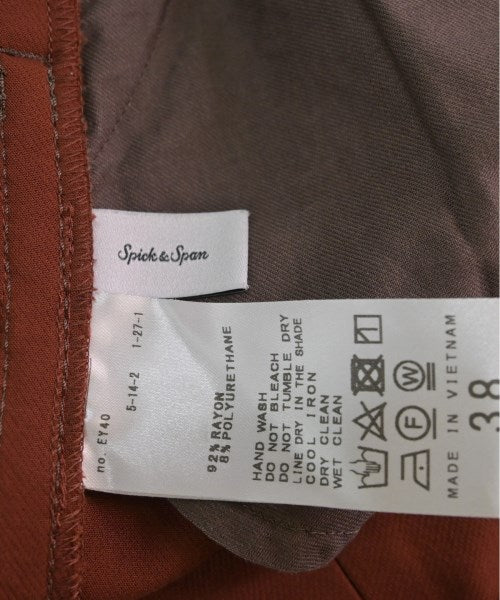 Spick & Span
no. EY40
5-14-2 1-27-1
92% RAYON
8% POLYURETHANE
HAND WASH
DO NOT BLEACH
DO NOT TUMBLE DRY
LINE DRY IN THE SHADE
COOL IRON
DRY CLEAN
WET CLEAN
F
W
MADE IN VIETNAM
38